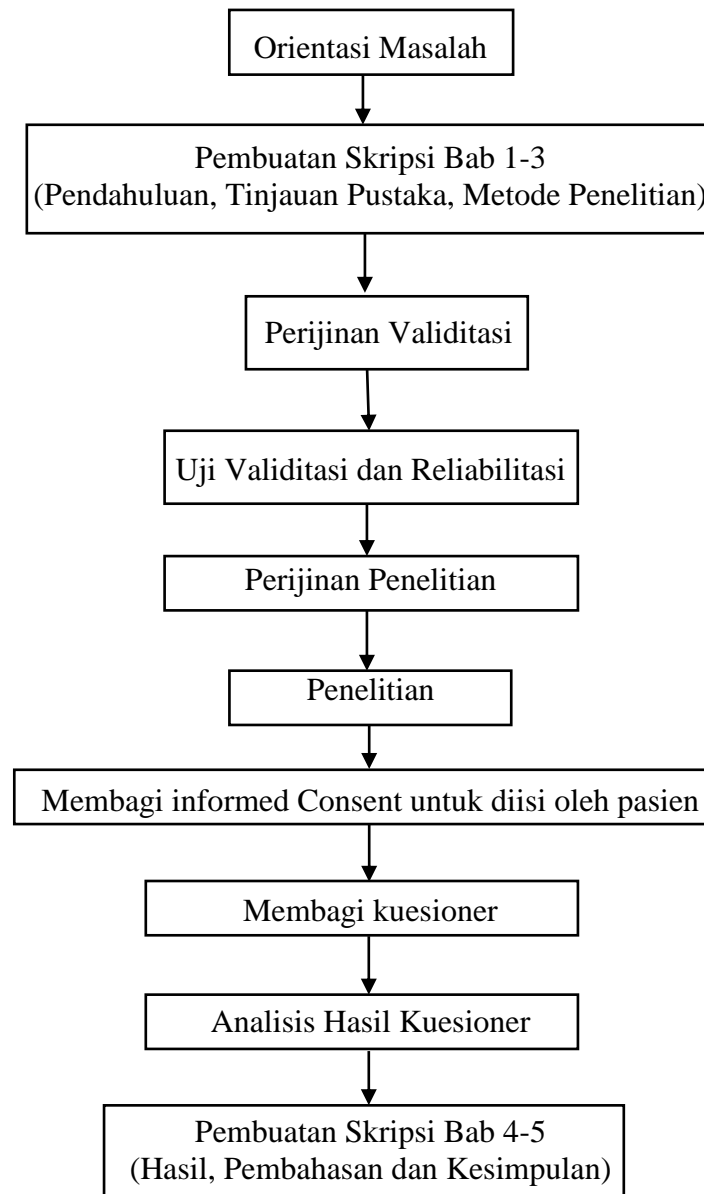 Orientasi Masalah
Pembuatan Skripsi Bab 1-3
(Pendahuluan, Tinjauan Pustaka, Metode Penelitian)
Perijinan Validitasi
Uji Validitasi dan Reliabilitasi
Perijinan Penelitian
Penelitian
Membagi informed Consent untuk diisi oleh pasien
Membagi kuesioner
Analisis Hasil Kuesioner
Pembuatan Skripsi Bab 4-5
(Hasil, Pembahasan dan Kesimpulan)